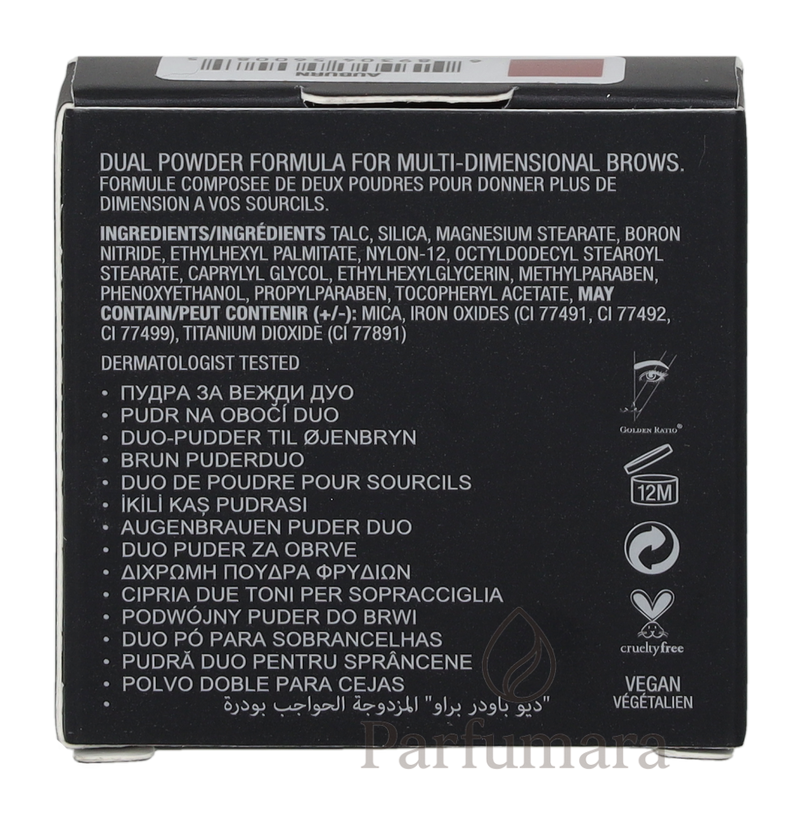 AUBURN
DUAL POWDER FORMULA FOR MULTI-DIMENSIONAL BROWS.
FORMULE COMPOSEE DE DEUX POUDRES POUR DONNER PLUS DE
DIMENSION A VOS SOURCILS.
INGREDIENTS/INGRÉDIENTS TALC, SILICA, MAGNESIUM STEARATE, BORON
NITRIDE, ETHYLHEXYL PALMITATE, NYLON-12, OCTYLDODECYL STEAROYL
STEARATE, CAPRYLYL GLYCOL, ETHYLHEXYLGLYCERIN, METHYLPARABEN,
PHENOXYETHANOL, PROPYLPARABEN, TOCOPHERYL ACETATE, MAY
CONTAIN/PEUT CONTENIR (+/-): MICA, IRON OXIDES (CI 77491, CI 77492,
CI 77499), TITANIUM DIOXIDE (CI 77891)
DERMATOLOGIST TESTED
• ПУДРА ЗА ВЕЖДИ ДУО
• PUDR NA OBOČÍ DUO
• DUO-PUDDER TIL ØJENBRYN
• BRUN PUDERDUO
• DUO DE POUDRE POUR SOURCILS
• İKİLİ KAŞ PUDRASI
• AUGENBRAUEN PUDER DUO
• DUO PUDER ZA OBRVE
• ΔΙΧΡΩΜΗ ΠΟΥΔΡΑ ΦΡΥΔΙΩΝ
• CIPRIA DUE TONI PER SOPRACCIGLIA
• PODWÓJNY PUDER DO BRWI
• DUO PÓ PARA SOBRANCELHAS
• PUDRĂ DUO PENTRU SPRÂNCENE
• POLVO DOBLE PARA CEJAS
• "ديو باودر براو" المزدوجة الحواجب بودرة
GOLDEN RATIO®
12M
crueltyfree
VEGAN
VÉGÉTALIEN
Parfumara